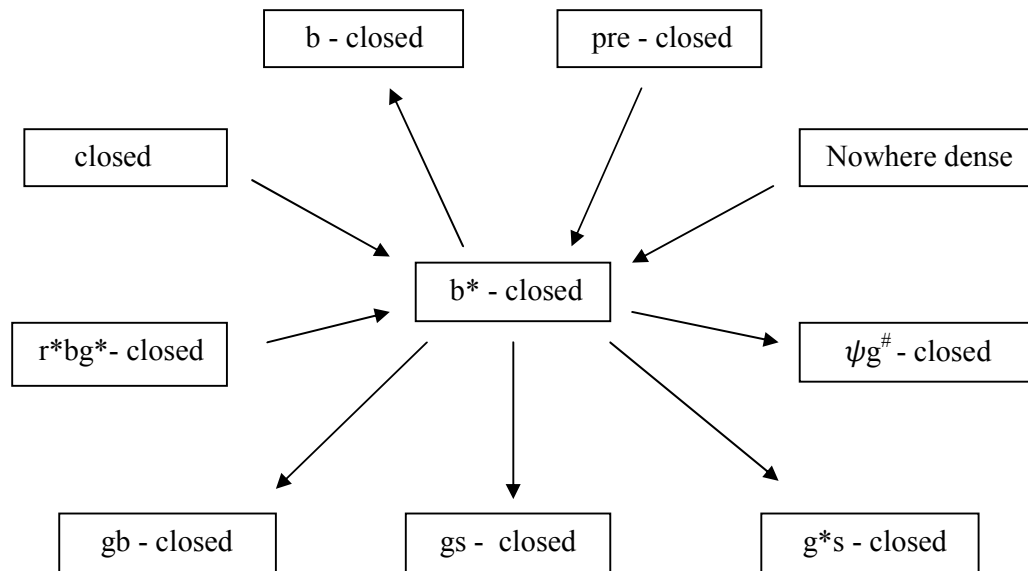 b - closed
pre - closed
closed
Nowhere dense
b* - closed
r*bg*- closed
ψg# - closed
gb - closed
gs - closed
g*s - closed